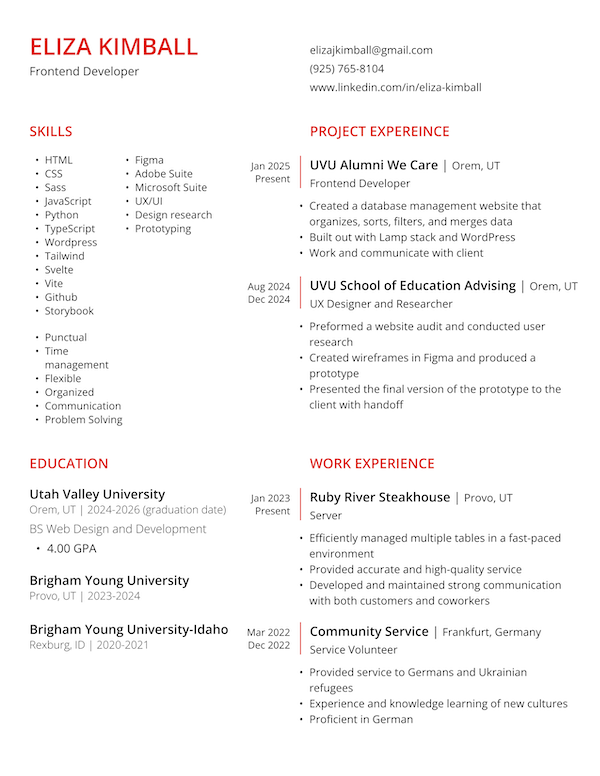 ELIZA KIMBALL
Frontend Developer
elizajkimball@gmail.com
(925) 765-8104
www.linkedin.com/in/eliza-kimball
SKILLS
• HTML
• CSS
• Sass
• JavaScript
• Python
• TypeScript
• Wordpress
• Tailwind
• Svelte
• Vite
• Github
• Storybook
• Figma
• Adobe Suite
• Microsoft Suite
• UX/UI
• Design research
• Prototyping
• Punctual
• Time
management
• Flexible
• Organized
• Communication
• Problem Solving
PROJECT EXPEREINCE
Jan 2025
Present
UVU Alumni We Care | Orem, UT
Frontend Developer
• Created a database management website that
organizes, sorts, filters, and merges data
• Built out with Lamp stack and WordPress
• Work and communicate with client
Aug 2024
Dec 2024
UVU School of Education Advising | Orem, UT
UX Designer and Researcher
• Preformed a website audit and conducted user
research
• Created wireframes in Figma and produced a
prototype
• Presented the final version of the prototype to the
client with handoff
EDUCATION
Utah Valley University
Orem, UT | 2024-2026 (graduation date)
BS Web Design and Development
• 4.00 GPA
Brigham Young University
Provo, UT | 2023-2024
Brigham Young University-Idaho
Rexburg, ID | 2020-2021
WORK EXPERIENCE
Jan 2023
Present
Ruby River Steakhouse | Provo, UT
Server
• Efficiently managed multiple tables in a fast-paced
environment
• Provided accurate and high-quality service
• Developed and maintained strong communication
with both customers and coworkers
Mar 2022
Dec 2022
Community Service | Frankfurt, Germany
Service Volunteer
• Provided service to Germans and Ukrainian
refugees
• Experience and knowledge learning of new cultures
• Proficient in German